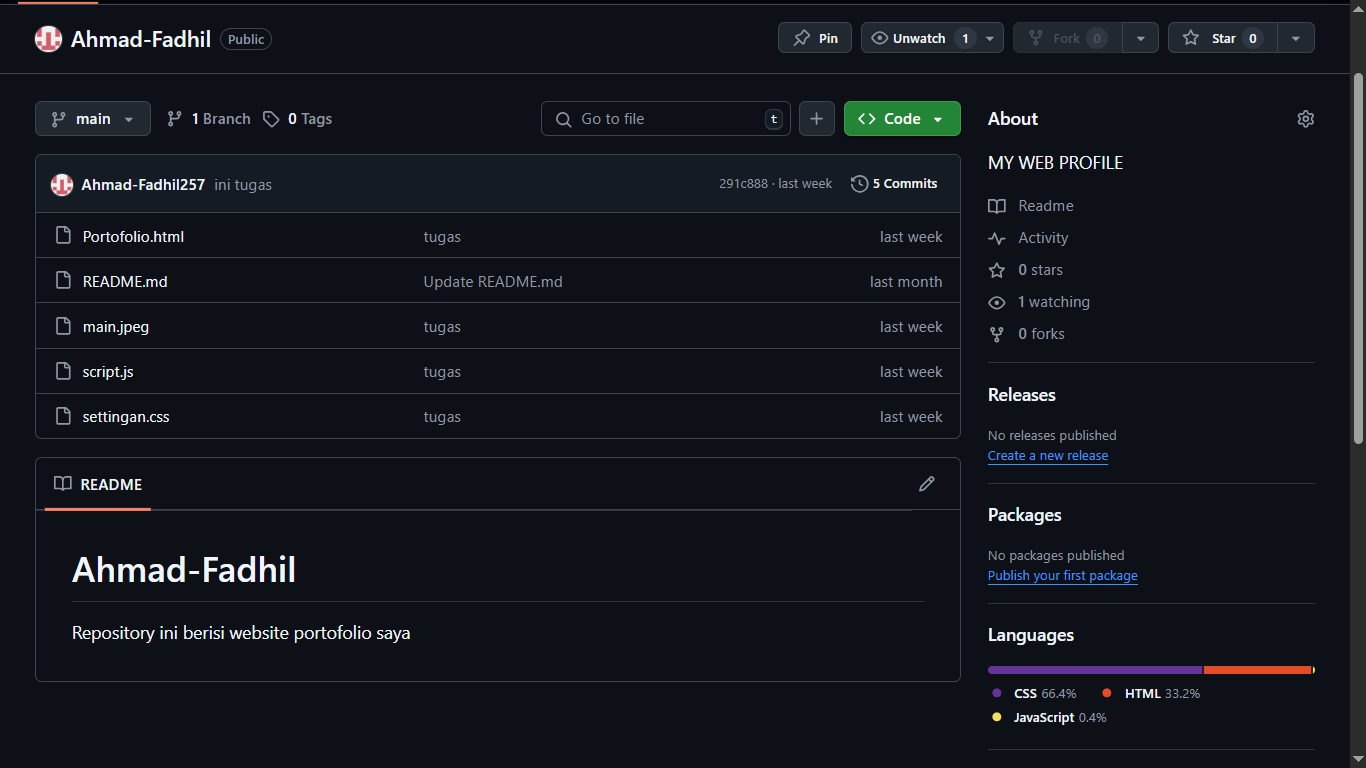 Ahmad-Fadhil Public Pin Unwatch 1 Fork 0 Star 0
main 1 Branch 0 Tags Go to file t Code
Ahmad-Fadhil257 ini tugas 291c888 · last week 5 Commits
Portofolio.html tugas last week
README.md Update README.md last month
main.jpeg tugas last week
script.js tugas last week
settingan.css tugas last week
README
Ahmad-Fadhil
Repository ini berisi website portofolio saya
About
MY WEB PROFILE
Readme
Activity
0 stars
1 watching
0 forks
Releases
No releases published
Create a new release
Packages
No packages published
Publish your first package
Languages
CSS 66.4% HTML 33.2%
JavaScript 0.4%